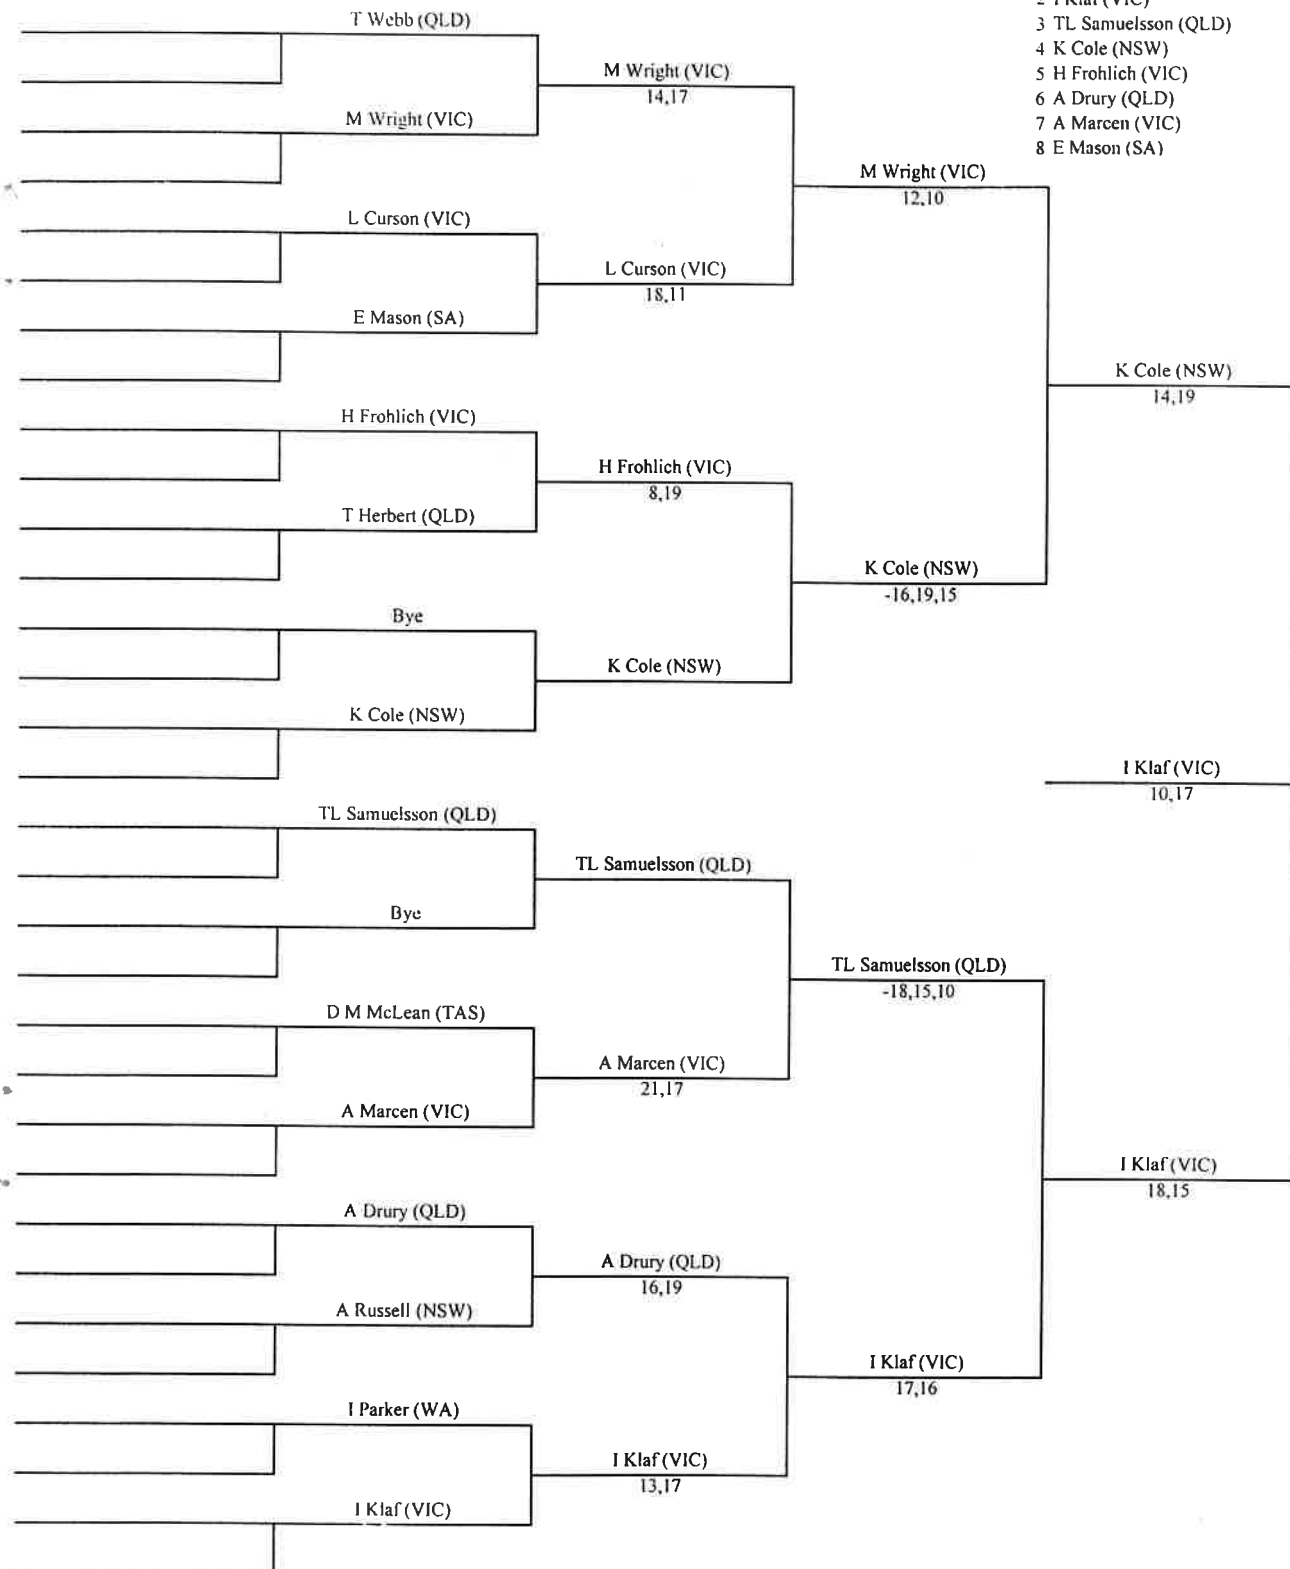 T Webb (QLD)
M Wright (VIC)
L Curson (VIC)
E Mason (SA)
H Frohlich (VIC)
T Herbert (QLD)
Bye
K Cole (NSW)
TL Samuelsson (QLD)
Bye
D M McLean (TAS)
A Marcen (VIC)
A Drury (QLD)
A Russell (NSW)
I Parker (WA)
I Klaf (VIC)
M Wright (VIC)
14,17
L Curson (VIC)
18,11
H Frohlich (VIC)
8,19
K Cole (NSW)
TL Samuelsson (QLD)
A Marcen (VIC)
21,17
A Drury (QLD)
16,19
I Klaf (VIC)
13,17
M Wright (VIC)
12,10
K Cole (NSW)
-16,19,15
TL Samuelsson (QLD)
-18,15,10
I Klaf (VIC)
17,16
2 I Klaf (VIC)
3 TL Samuelsson (QLD)
4 K Cole (NSW)
5 H Frohlich (VIC)
6 A Drury (QLD)
7 A Marcen (VIC)
8 E Mason (SA)
K Cole (NSW)
14,19
I Klaf (VIC)
10,17
I Klaf (VIC)
18,15